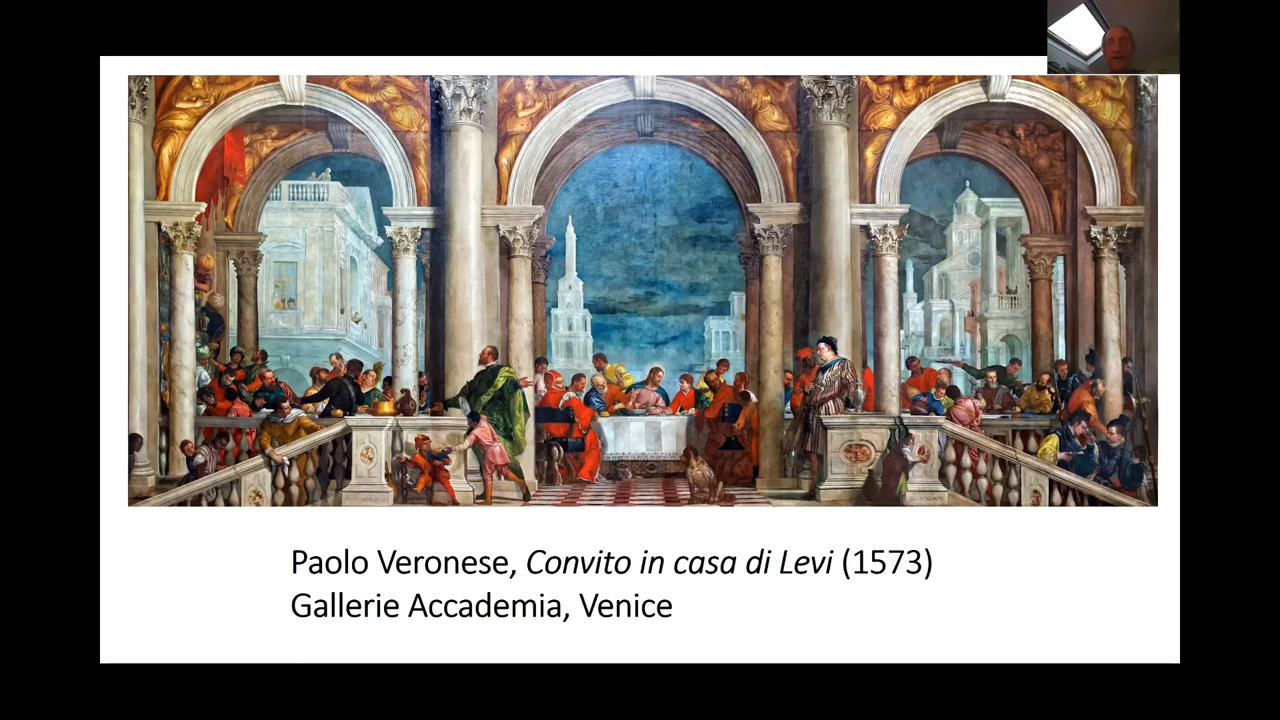 Paolo Veronese, Convito in casa di Levi (1573)
Gallerie Accademia, Venice